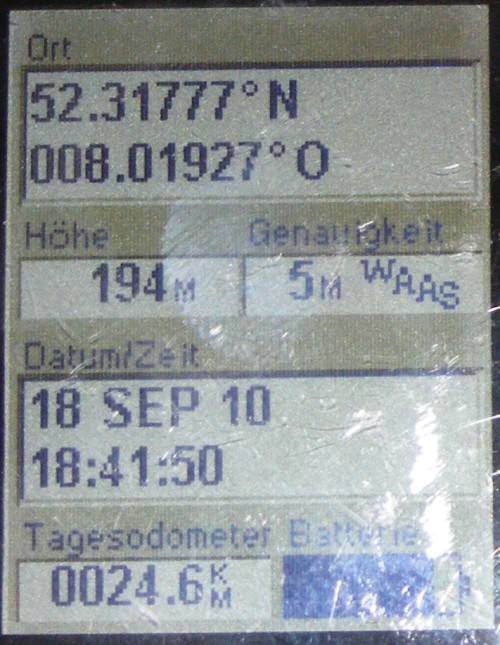 Ort
52.31777°N
008.01927°O
Höhe Genauigkeit
194M 5M WAAS
Datum/Zeit
18 SEP 10
18:41:50
Tagesodometer Batterie
0024.6KM